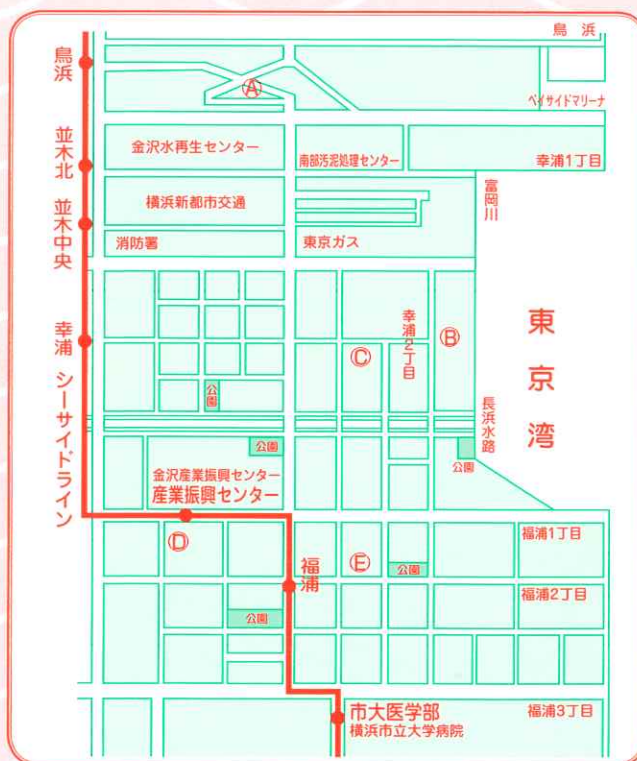 鳥浜
鳥浜
Ⓐ
ベイサイドマリーナ
並木北
金沢水再生センター
南部汚泥処理センター
幸浦1丁目
富岡川
並木中央
横浜新都市交通
消防署
東京ガス
幸浦
シーサイドライン
幸浦2丁目
Ⓑ
Ⓒ
東京湾
公園
長浜水路
公園
公園
金沢産業振興センター
産業振興センター
Ⓓ
福浦
Ⓔ
公園
福浦1丁目
福浦2丁目
公園
市大医学部
横浜市立大学病院
福浦3丁目